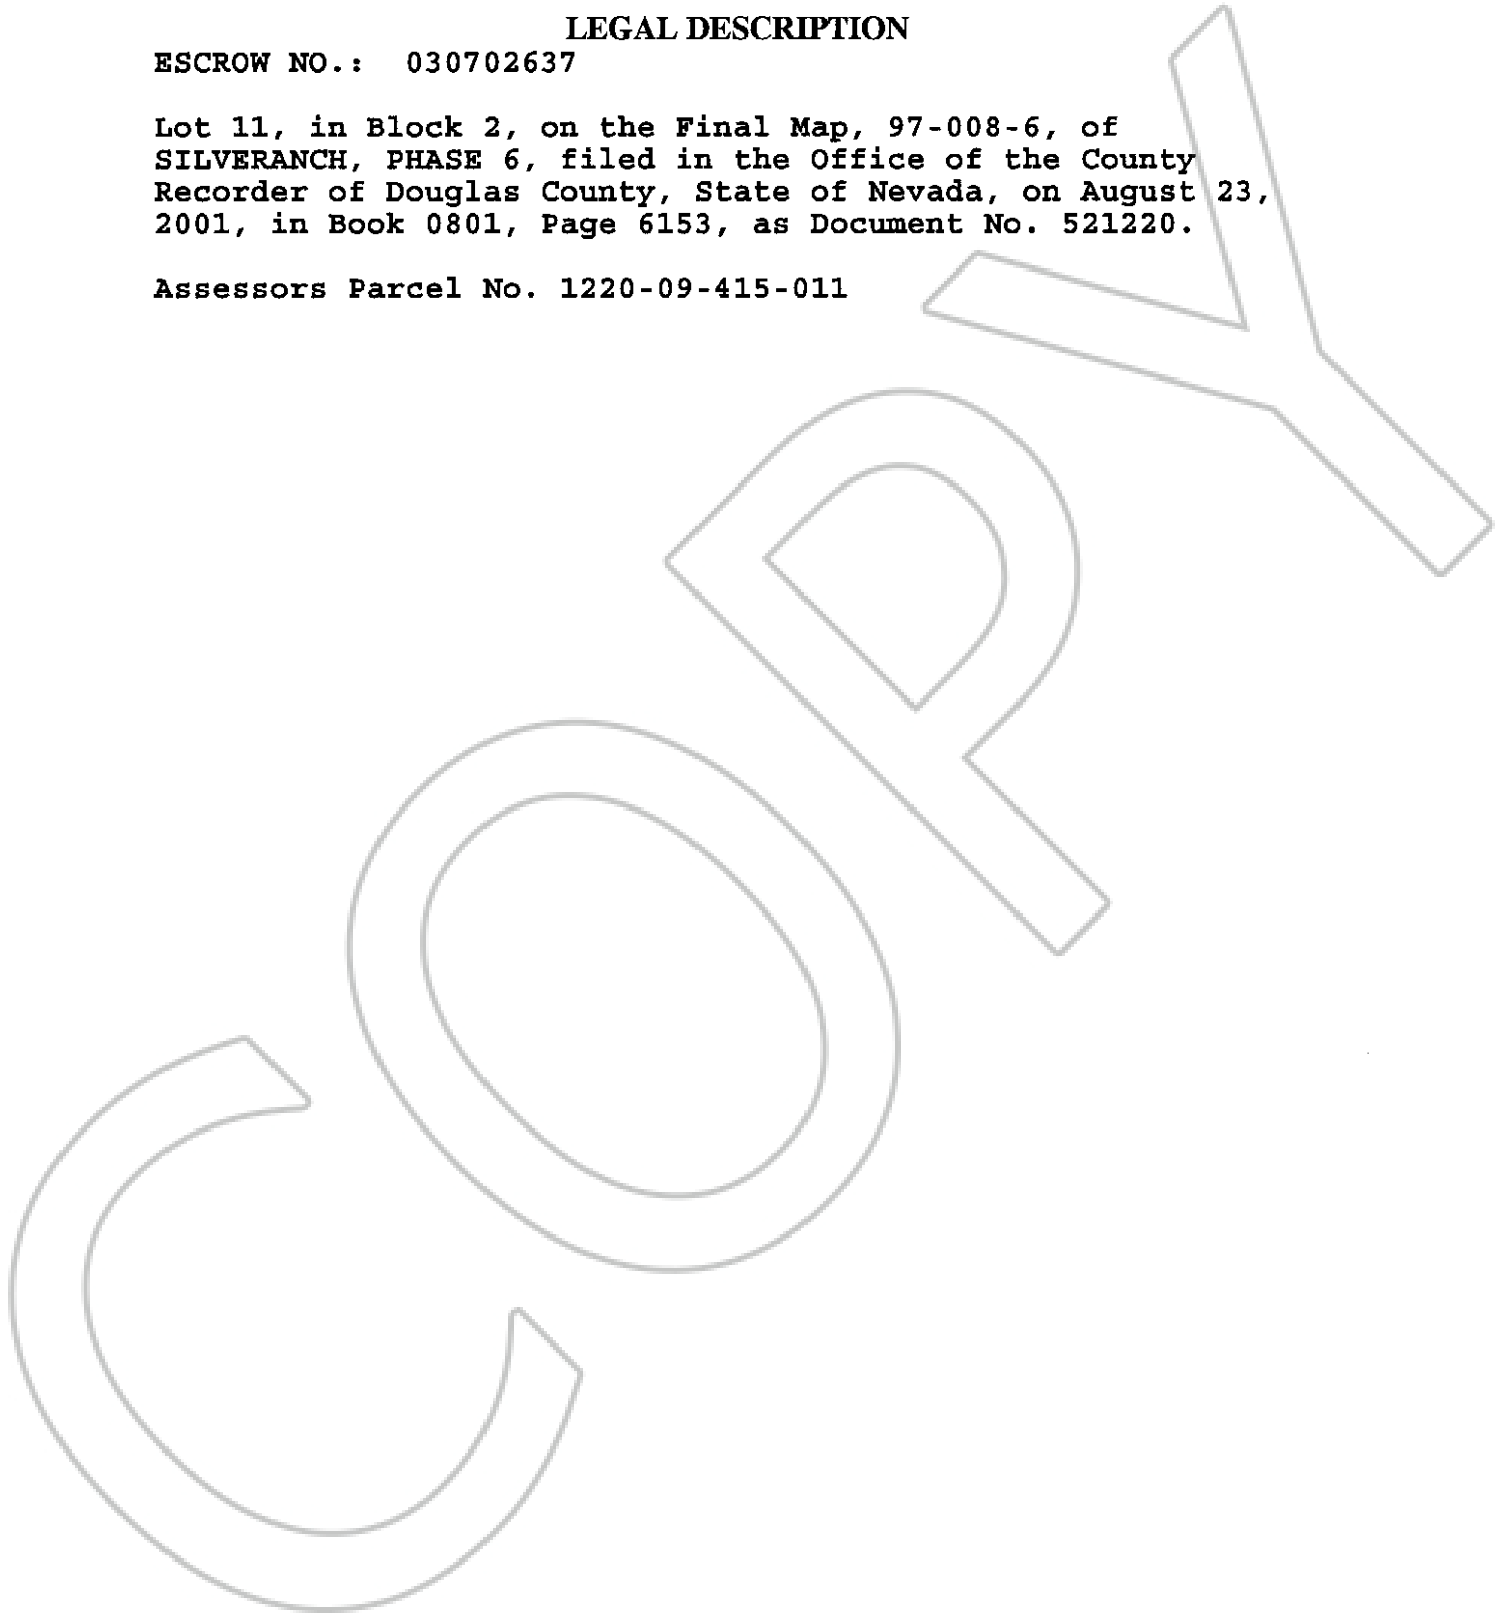 LEGAL DESCRIPTION
ESCROW NO.: 030702637
Lot 11, in Block 2, on the Final Map, 97-008-6, of
SILVERANCH, PHASE 6, filed in the Office of the County
Recorder of Douglas County, State of Nevada, on August 23,
2001, in Book 0801, Page 6153, as Document No. 521220.
Assessors Parcel No. 1220-09-415-011
COPY